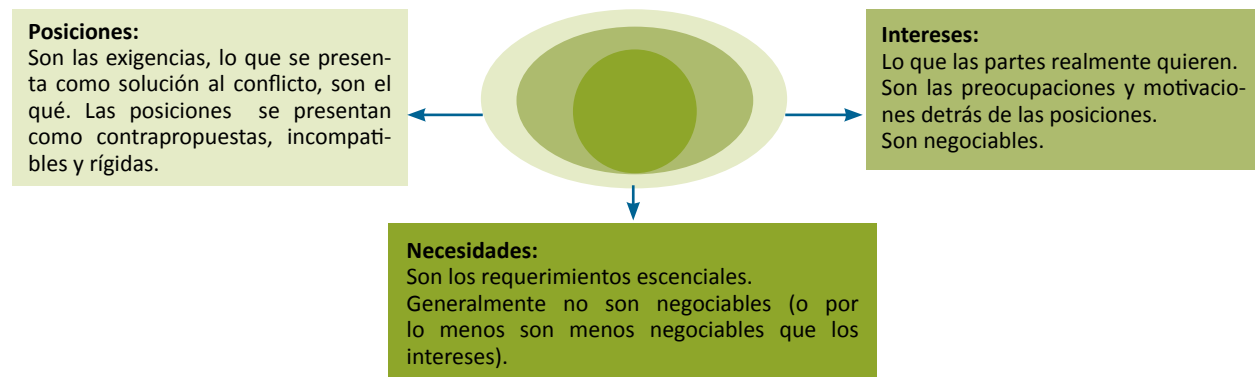 Posiciones:
Son las exigencias, lo que se presen-
ta como solución al conflicto, son el
qué. Las posiciones se presentan
como contrapropuestas, incompati-
bles y rígidas.
Intereses:
Lo que las partes realmente quieren.
Son las preocupaciones y motivacio-
nes detrás de las posiciones.
Son negociables.
Necesidades:
Son los requerimientos escenciales.
Generalmente no son negociables (o por
lo menos son menos negociables que los
intereses).